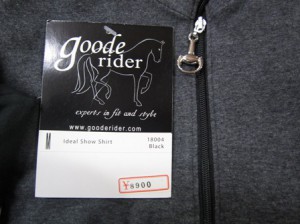 goode
rider
experts in fit and style
www.gooderider.com
Ideal Show Shirt
18004
Black
¥8900